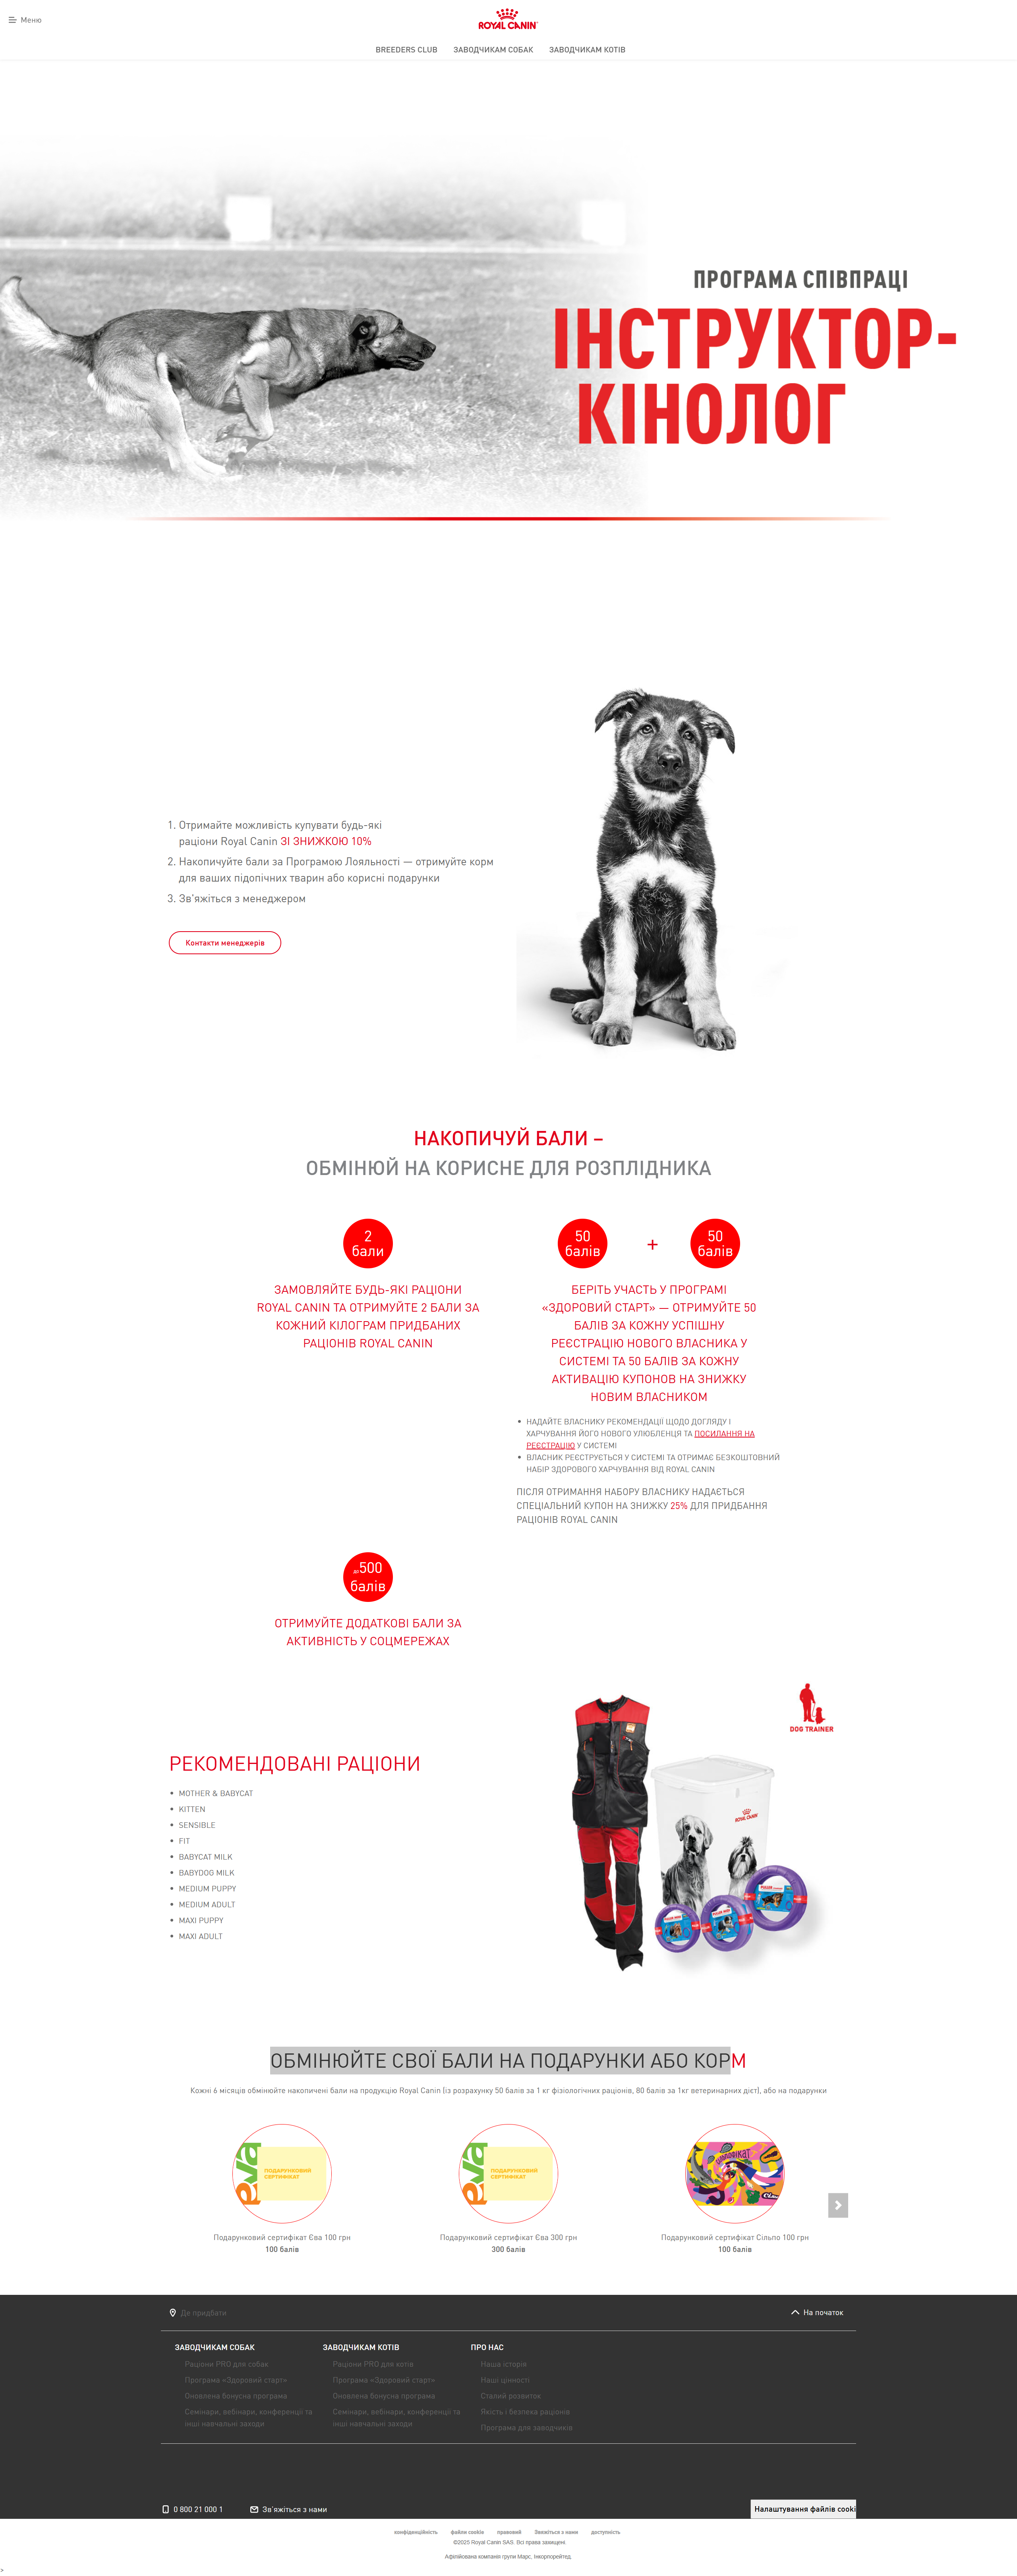 Меню
ROYAL CANIN
BREEDERS CLUB ЗАВОДЧИКАМ СОБАК ЗАВОДЧИКАМ КОТІВ
ПРОГРАМА СПІВПРАЦІ
ІНСТРУКТОР-
КІНОЛОГ
1. Отримайте можливість купувати будь-які
раціони Royal Canin ЗІ ЗНИЖКОЮ 10%
2. Накопичуйте бали за Програмою Лояльності — отримуйте корм
для ваших підопічних тварин або корисні подарунки
3. Зв'яжіться з менеджером
Контакти менеджерів
НАКОПИЧУЙ БАЛИ –
ОБМІНЮЙ НА КОРИСНЕ ДЛЯ РОЗПЛІДНИКА
2
бали
ЗАМОВЛЯЙТЕ БУДЬ-ЯКІ РАЦІОНИ
ROYAL CANIN ТА ОТРИМУЙТЕ 2 БАЛИ ЗА
КОЖНИЙ КІЛОГРАМ ПРИДБАНИХ
РАЦІОНІВ ROYAL CANIN
50
балів
+
50
балів
БЕРІТЬ УЧАСТЬ У ПРОГРАМІ
«ЗДОРОВИЙ СТАРТ» — ОТРИМУЙТЕ 50
БАЛІВ ЗА КОЖНУ УСПІШНУ
РЕЄСТРАЦІЮ НОВОГО ВЛАСНИКА У
СИСТЕМІ ТА 50 БАЛІВ ЗА КОЖНУ
АКТИВАЦІЮ КУПОНОВ НА ЗНИЖКУ
НОВИМ ВЛАСНИКОМ
• НАДАЙТЕ ВЛАСНИКУ РЕКОМЕНДАЦІЇ ЩОДО ДОГЛЯДУ І
ХАРЧУВАННЯ ЙОГО НОВОГО УЛЮБЛЕНЦЯ ТА ПОСИЛАННЯ НА
РЕЄСТРАЦІЮ У СИСТЕМІ
• ВЛАСНИК РЕЄСТРУЄТЬСЯ У СИСТЕМІ ТА ОТРИМАЄ БЕЗКОШТОВНИЙ
НАБІР ЗДОРОВОГО ХАРЧУВАННЯ ВІД ROYAL CANIN
ПІСЛЯ ОТРИМАННЯ НАБОРУ ВЛАСНИКУ НАДАЄТЬСЯ
СПЕЦІАЛЬНИЙ КУПОН НА ЗНИЖКУ 25% ДЛЯ ПРИДБАННЯ
РАЦІОНІВ ROYAL CANIN
до 500
балів
ОТРИМУЙТЕ ДОДАТКОВІ БАЛИ ЗА
АКТИВНІСТЬ У СОЦМЕРЕЖАХ
DOG TRAINER
РЕКОМЕНДОВАНІ РАЦІОНИ
• MOTHER & BABYCAT
• KITTEN
• SENSIBLE
• FIT
• BABYCAT MILK
• BABYDOG MILK
• MEDIUM PUPPY
• MEDIUM ADULT
• MAXI PUPPY
• MAXI ADULT
ROYAL CANIN
ОБМІНЮЙТЕ СВОЇ БАЛИ НА ПОДАРУНКИ АБО КОРМ
Кожні 6 місяців обмінюйте накопичені бали на продукцію Royal Canin (із розрахунку 50 балів за 1 кг фізіологічних раціонів, 80 балів за 1кг ветеринарних дієт), або на подарунки
eva ПОДАРУНКОВИЙ
СЕРТИФІКАТ
Подарунковий сертифікат Єва 100 грн
100 балів
eva ПОДАРУНКОВИЙ
СЕРТИФІКАТ
Подарунковий сертифікат Єва 300 грн
300 балів
Подарунковий сертифікат Сільпо 100 грн
100 балів
Де придбати
На початок
ЗАВОДЧИКАМ СОБАК
Раціони PRO для собак
Програма «Здоровий старт»
Оновлена бонусна програма
Семінари, вебінари, конференції та
інші навчальні заходи
ЗАВОДЧИКАМ КОТІВ
Раціони PRO для котів
Програма «Здоровий старт»
Оновлена бонусна програма
Семінари, вебінари, конференції та
інші навчальні заходи
ПРО НАС
Наша історія
Наші цінності
Сталий розвиток
Якість і безпека раціонів
Програма для заводчиків
0 800 21 000 1
Зв'яжіться з нами
Налаштування файлів cooki
конфіденційність файли cookie правовий Звяжіться з нами доступність
©2025 Royal Canin SAS. Всі права захищені.
Афілійована компанія групи Марс, Інкорпорейтед.
>